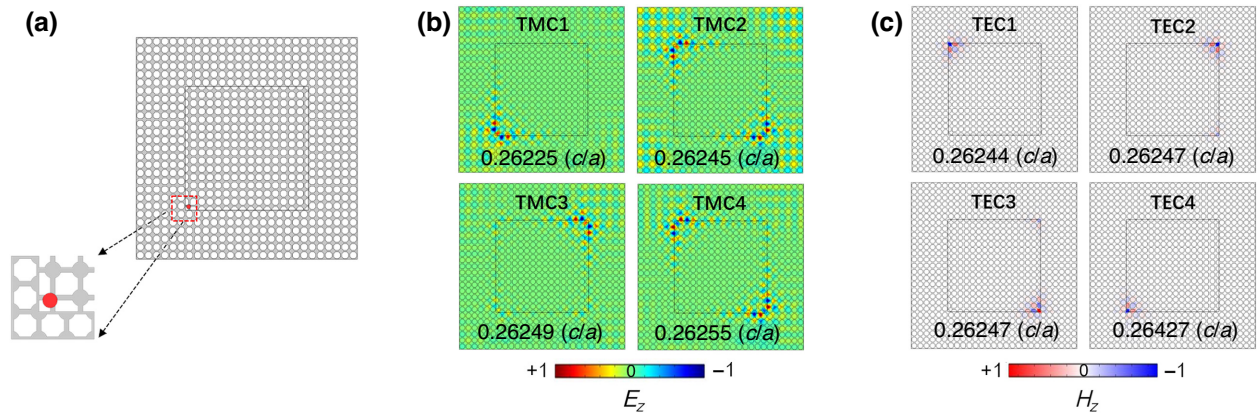 (a)
(b)
TMC1
0.26225 (c/a)
TMC2
0.26245 (c/a)
TMC3
0.26249 (c/a)
TMC4
0.26255 (c/a)
+1 0 −1
Ez
(c)
TEC1
0.26244 (c/a)
TEC2
0.26247 (c/a)
TEC3
0.26247 (c/a)
TEC4
0.26427 (c/a)
+1 0 −1
Hz